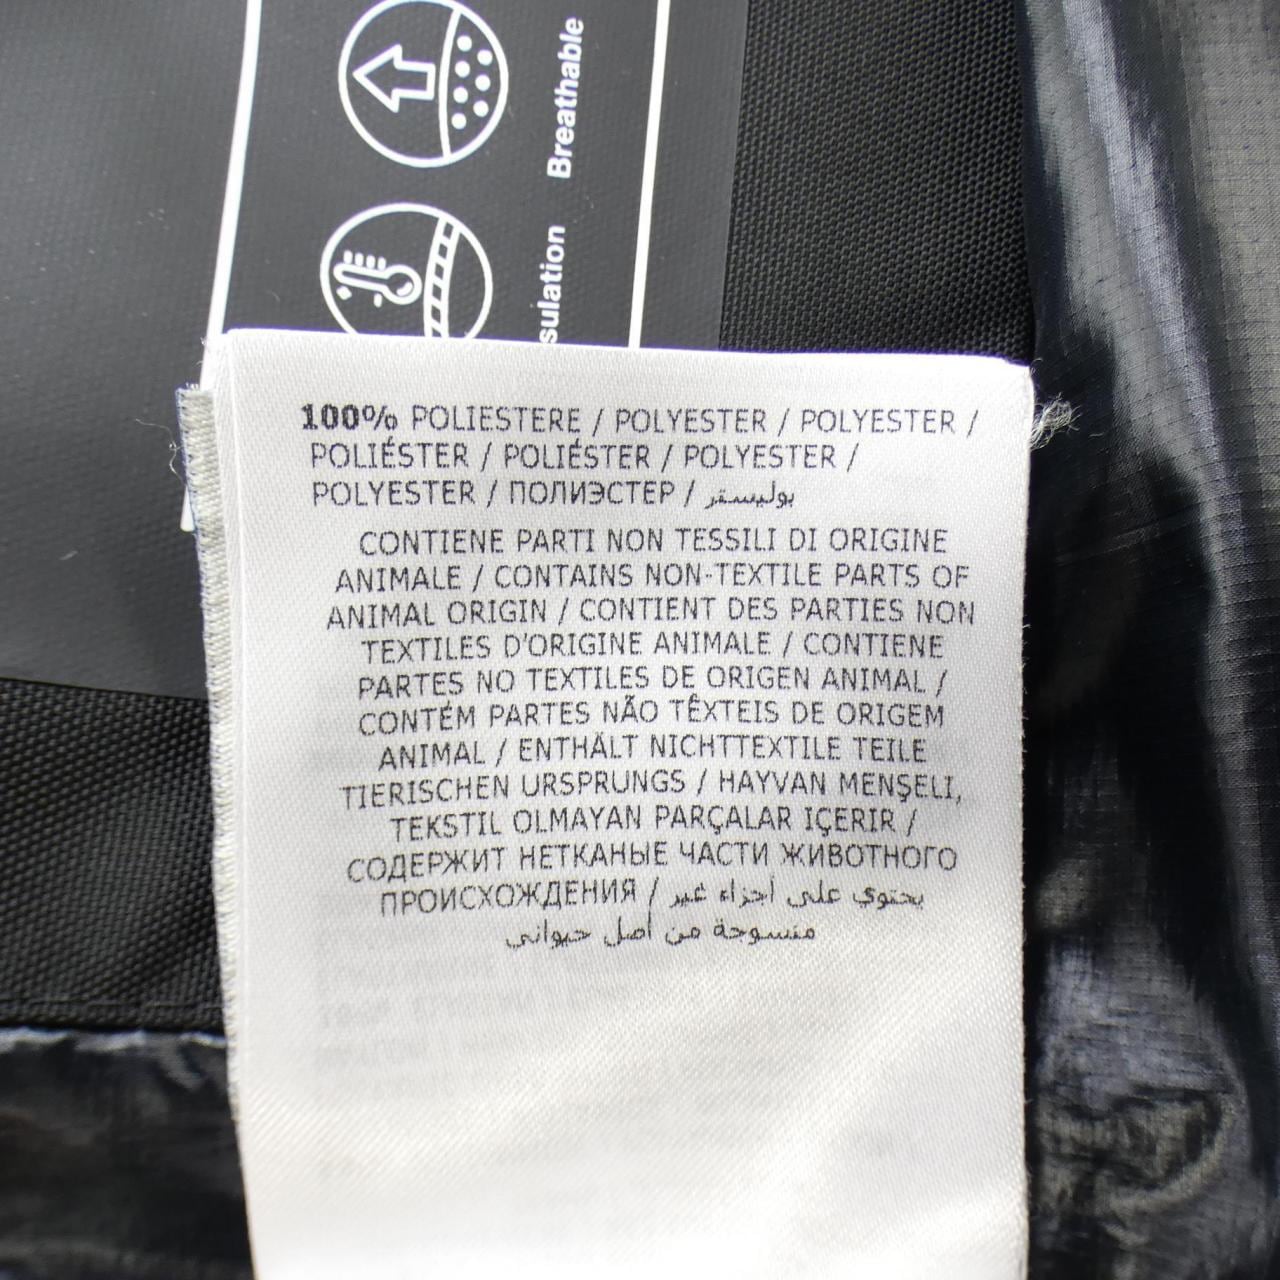 Breathable
sulation
100% POLIESTERE / POLYESTER / POLYESTER /
POLIÉSTER / POLIÉSTER / POLYESTER /
POLYESTER / ПОЛИЭСТЕР / بوليستر
CONTIENE PARTI NON TESSILI DI ORIGINE
ANIMALE / CONTAINS NON-TEXTILE PARTS OF
ANIMAL ORIGIN / CONTIENT DES PARTIES NON
TEXTILES D'ORIGINE ANIMALE / CONTIENE
PARTES NO TEXTILES DE ORIGEN ANIMAL /
CONTÉM PARTES NÃO TÊXTEIS DE ORIGEM
ANIMAL / ENTHÄLT NICHTTEXTILE TEILE
TIERISCHEN URSPRUNGS / HAYVAN MENŞELI,
TEKSTIL OLMAYAN PARÇALAR IÇERIR /
СОДЕРЖИТ НЕТКАНЫЕ ЧАСТИ ЖИВОТНОГО
ПРОИСХОЖДЕНИЯ / يحتوي على أجزاء غير
منسوجة من أصل حيواني